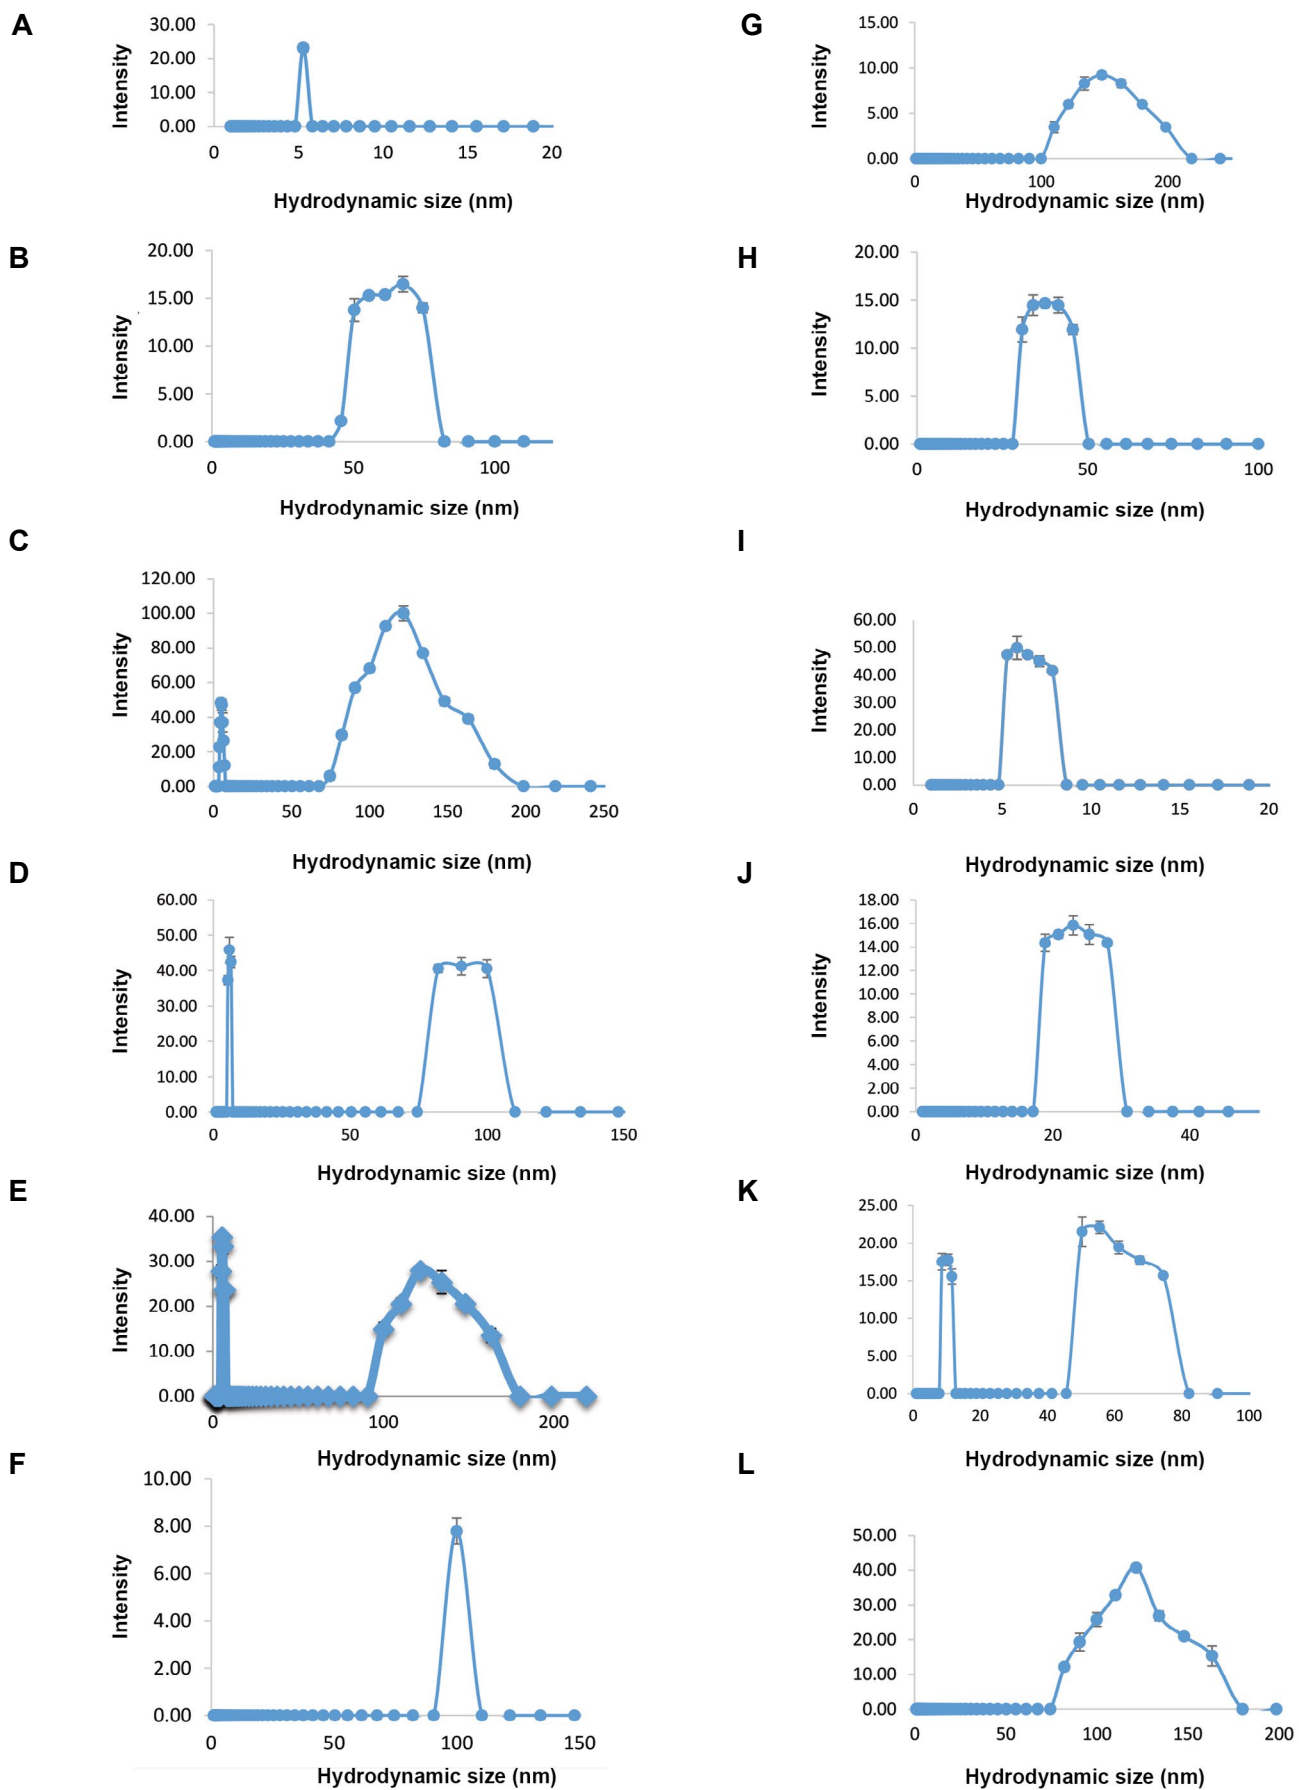 A
Intensity
30.00
20.00
10.00
0.00
0 5 10 15 20
Hydrodynamic size (nm)
B
Intensity
20.00
15.00
10.00
5.00
0.00
0 50 100
Hydrodynamic size (nm)
C
Intensity
120.00
100.00
80.00
60.00
40.00
20.00
0.00
0 50 100 150 200 250
Hydrodynamic size (nm)
D
Intensity
60.00
50.00
40.00
30.00
20.00
10.00
0.00
0 50 100 150
Hydrodynamic size (nm)
E
Intensity
40.00
30.00
20.00
10.00
0.00
0 100 200
Hydrodynamic size (nm)
F
Intensity
10.00
8.00
6.00
4.00
2.00
0.00
0 50 100 150
Hydrodynamic size (nm)
G
Intensity
15.00
10.00
5.00
0.00
0 100 200
Hydrodynamic size (nm)
H
Intensity
20.00
15.00
10.00
5.00
0.00
0 50 100
Hydrodynamic size (nm)
I
Intensity
60.00
50.00
40.00
30.00
20.00
10.00
0.00
0 5 10 15 20
Hydrodynamic size (nm)
J
Intensity
18.00
16.00
14.00
12.00
10.00
8.00
6.00
4.00
2.00
0.00
0 20 40
Hydrodynamic size (nm)
K
Intensity
25.00
20.00
15.00
10.00
5.00
0.00
0 20 40 60 80 100
Hydrodynamic size (nm)
L
Intensity
50.00
40.00
30.00
20.00
10.00
0.00
0 50 100 150 200
Hydrodynamic size (nm)